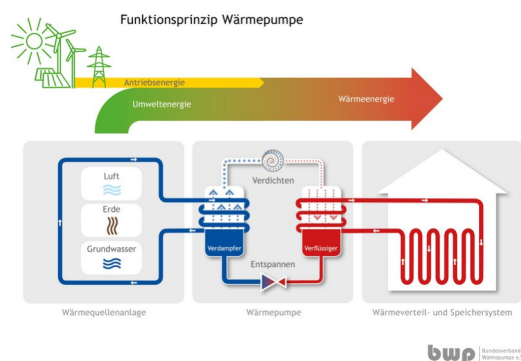 Funktionsprinzip Wärmepumpe
Antriebsenergie
Umweltenergie
Wärmeenergie
Luft
Erde
Grundwasser
Verdichten
Verdampfer
Verflüssiger
Entspannen
Wärmequellenanlage
Wärmepumpe
Wärmeverteil- und Speichersystem
bwp
Bundesverband
Wärmepumpe e.V.